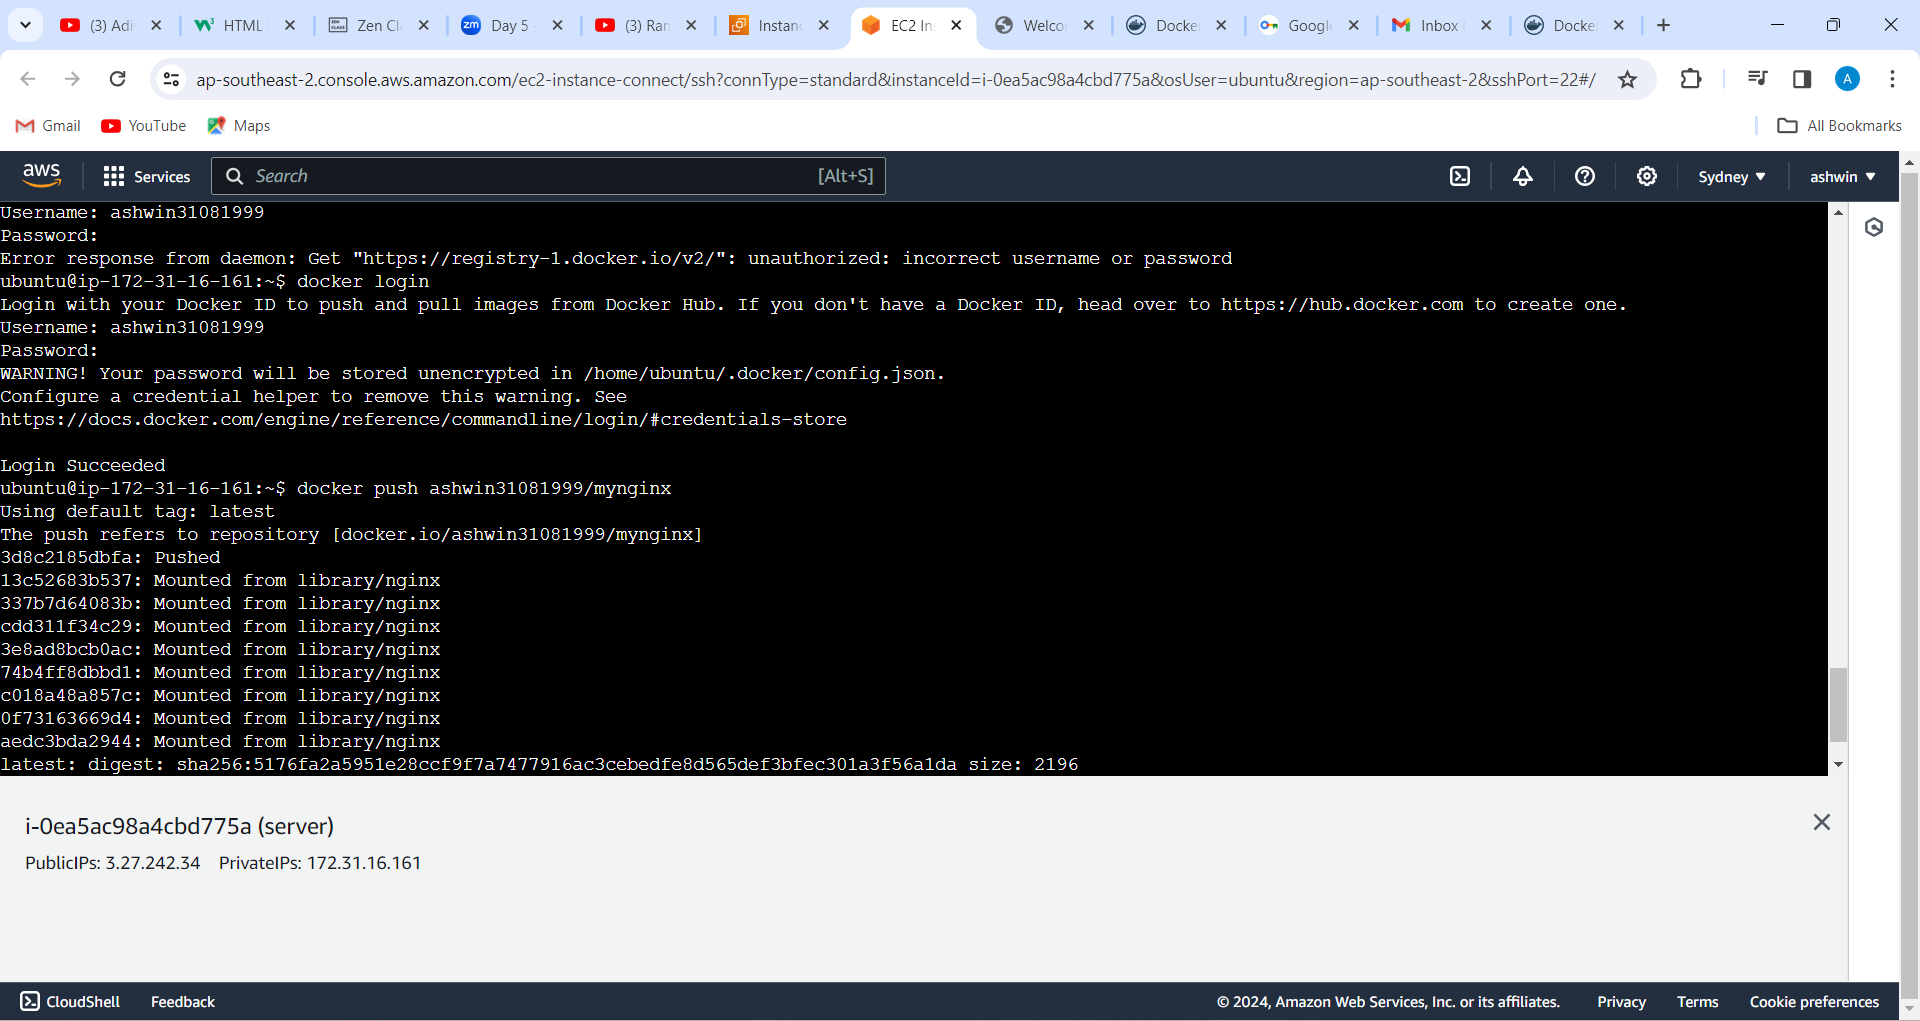 (3) Adi
HTML
Zen Cl
Day 5
(3) Ran
Instanc
EC2 In
Welco
Docke
Google
Inbox
Docke
ap-southeast-2.console.aws.amazon.com/ec2-instance-connect/ssh?connType=standard&instanceId=i-0ea5ac98a4cbd775a&osUser=ubuntu&region=ap-southeast-2&sshPort=22#/
A
Gmail YouTube Maps All Bookmarks
aws Services Search [Alt+S] Sydney ashwin
Username: ashwin31081999
Password:
Error response from daemon: Get "https://registry-1.docker.io/v2/": unauthorized: incorrect username or password
ubuntu@ip-172-31-16-161:~$ docker login
Login with your Docker ID to push and pull images from Docker Hub. If you don't have a Docker ID, head over to https://hub.docker.com to create one.
Username: ashwin31081999
Password:
WARNING! Your password will be stored unencrypted in /home/ubuntu/.docker/config.json.
Configure a credential helper to remove this warning. See
https://docs.docker.com/engine/reference/commandline/login/#credentials-store
Login Succeeded
ubuntu@ip-172-31-16-161:~$ docker push ashwin31081999/mynginx
Using default tag: latest
The push refers to repository [docker.io/ashwin31081999/mynginx]
3d8c2185dbfa: Pushed
13c52683b537: Mounted from library/nginx
337b7d64083b: Mounted from library/nginx
cdd311f34c29: Mounted from library/nginx
3e8ad8bcb0ac: Mounted from library/nginx
74b4ff8dbbd1: Mounted from library/nginx
c018a48a857c: Mounted from library/nginx
0f73163669d4: Mounted from library/nginx
aedc3bda2944: Mounted from library/nginx
latest: digest: sha256:5176fa2a5951e28ccf9f7a7477916ac3cebedfe8d565def3bfec301a3f56a1da size: 2196
i-0ea5ac98a4cbd775a (server)
PublicIPs: 3.27.242.34 PrivateIPs: 172.31.16.161
CloudShell Feedback © 2024, Amazon Web Services, Inc. or its affiliates. Privacy Terms Cookie preferences